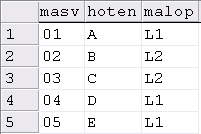 masv hoten malop
1 01 A L1
2 02 B L2
3 03 C L2
4 04 D L1
5 05 E L1